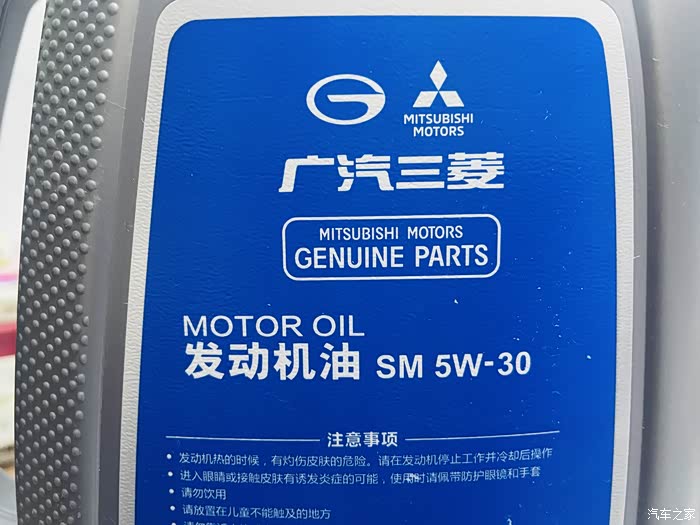 MITSUBISHI
MOTORS
广汽三菱
MITSUBISHI MOTORS
GENUINE PARTS
MOTOR OIL
发动机油 SM 5W-30
注意事项
• 发动机热的时候，有灼伤皮肤的危险。请在发动机停止工作并冷却后操作
• 进入眼睛或接触皮肤有诱发炎症的可能，使用时请佩带防护眼镜和手套
• 请勿饮用
• 请放置在儿童不能触及的地方
汽车之家